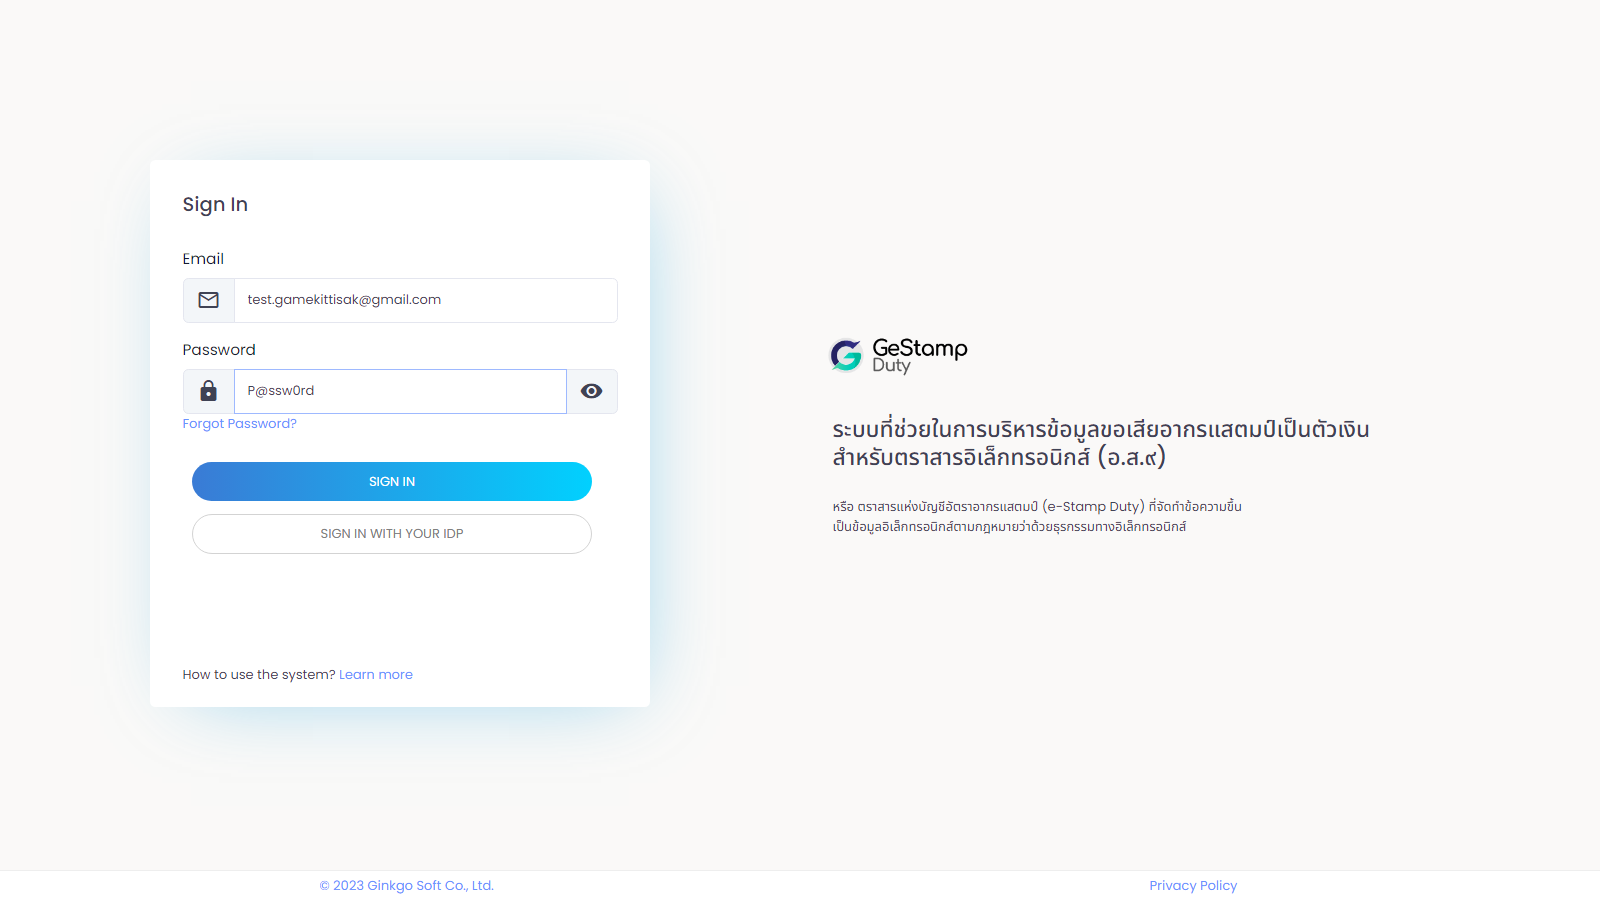 Sign In
Email
test.gamekittisak@gmail.com
Password
P@ssw0rd
Forgot Password?
SIGN IN
SIGN IN WITH YOUR IDP
How to use the system? Learn more
GeStamp
Duty
ระบบที่ช่วยในการบริหารข้อมูลขอเสียอากรแสตมป์เป็นตัวเงิน
สำหรับตราสารอิเล็กทรอนิกส์ (อ.ส.๙)
หรือ ตราสารแห่งบัญชีอัตราอากรแสตมป์ (e-Stamp Duty) ที่จัดทำข้อความขึ้น
เป็นข้อมูลอิเล็กทรอนิกส์ตามกฎหมายว่าด้วยธุรกรรมทางอิเล็กทรอนิกส์
© 2023 Ginkgo Soft Co., Ltd.
Privacy Policy